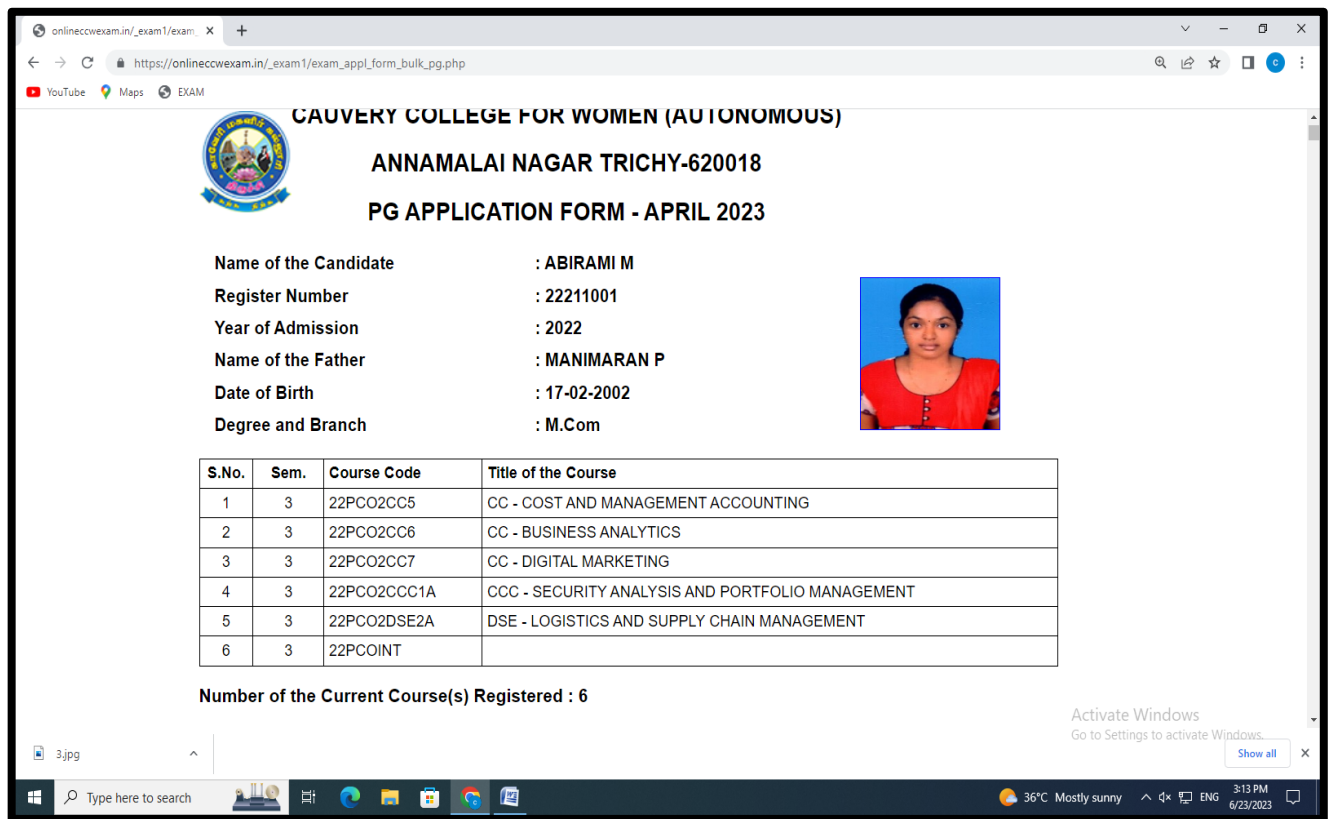 onlineccwexam.in/_exam1/exam_
https://onlineccwexam.in/_exam1/exam_appl_form_bulk_pg.php
C
YouTube Maps EXAM
CAUVERY COLLEGE FOR WOMEN (AUTONOMOUS)
ANNAMALAI NAGAR TRICHY-620018
PG APPLICATION FORM - APRIL 2023
Name of the Candidate : ABIRAMI M
Register Number : 22211001
Year of Admission : 2022
Name of the Father : MANIMARAN P
Date of Birth : 17-02-2002
Degree and Branch : M.Com
S.No. Sem. Course Code Title of the Course
1 3 22PCO2CC5 CC - COST AND MANAGEMENT ACCOUNTING
2 3 22PCO2CC6 CC - BUSINESS ANALYTICS
3 3 22PCO2CC7 CC - DIGITAL MARKETING
4 3 22PCO2CCC1A CCC - SECURITY ANALYSIS AND PORTFOLIO MANAGEMENT
5 3 22PCO2DSE2A DSE - LOGISTICS AND SUPPLY CHAIN MANAGEMENT
6 3 22PCOINT
Number of the Current Course(s) Registered : 6
Activate Windows
Go to Settings to activate Windows.
3.jpg
Show all
Type here to search
36°C Mostly sunny
ENG
3:13 PM
6/23/2023